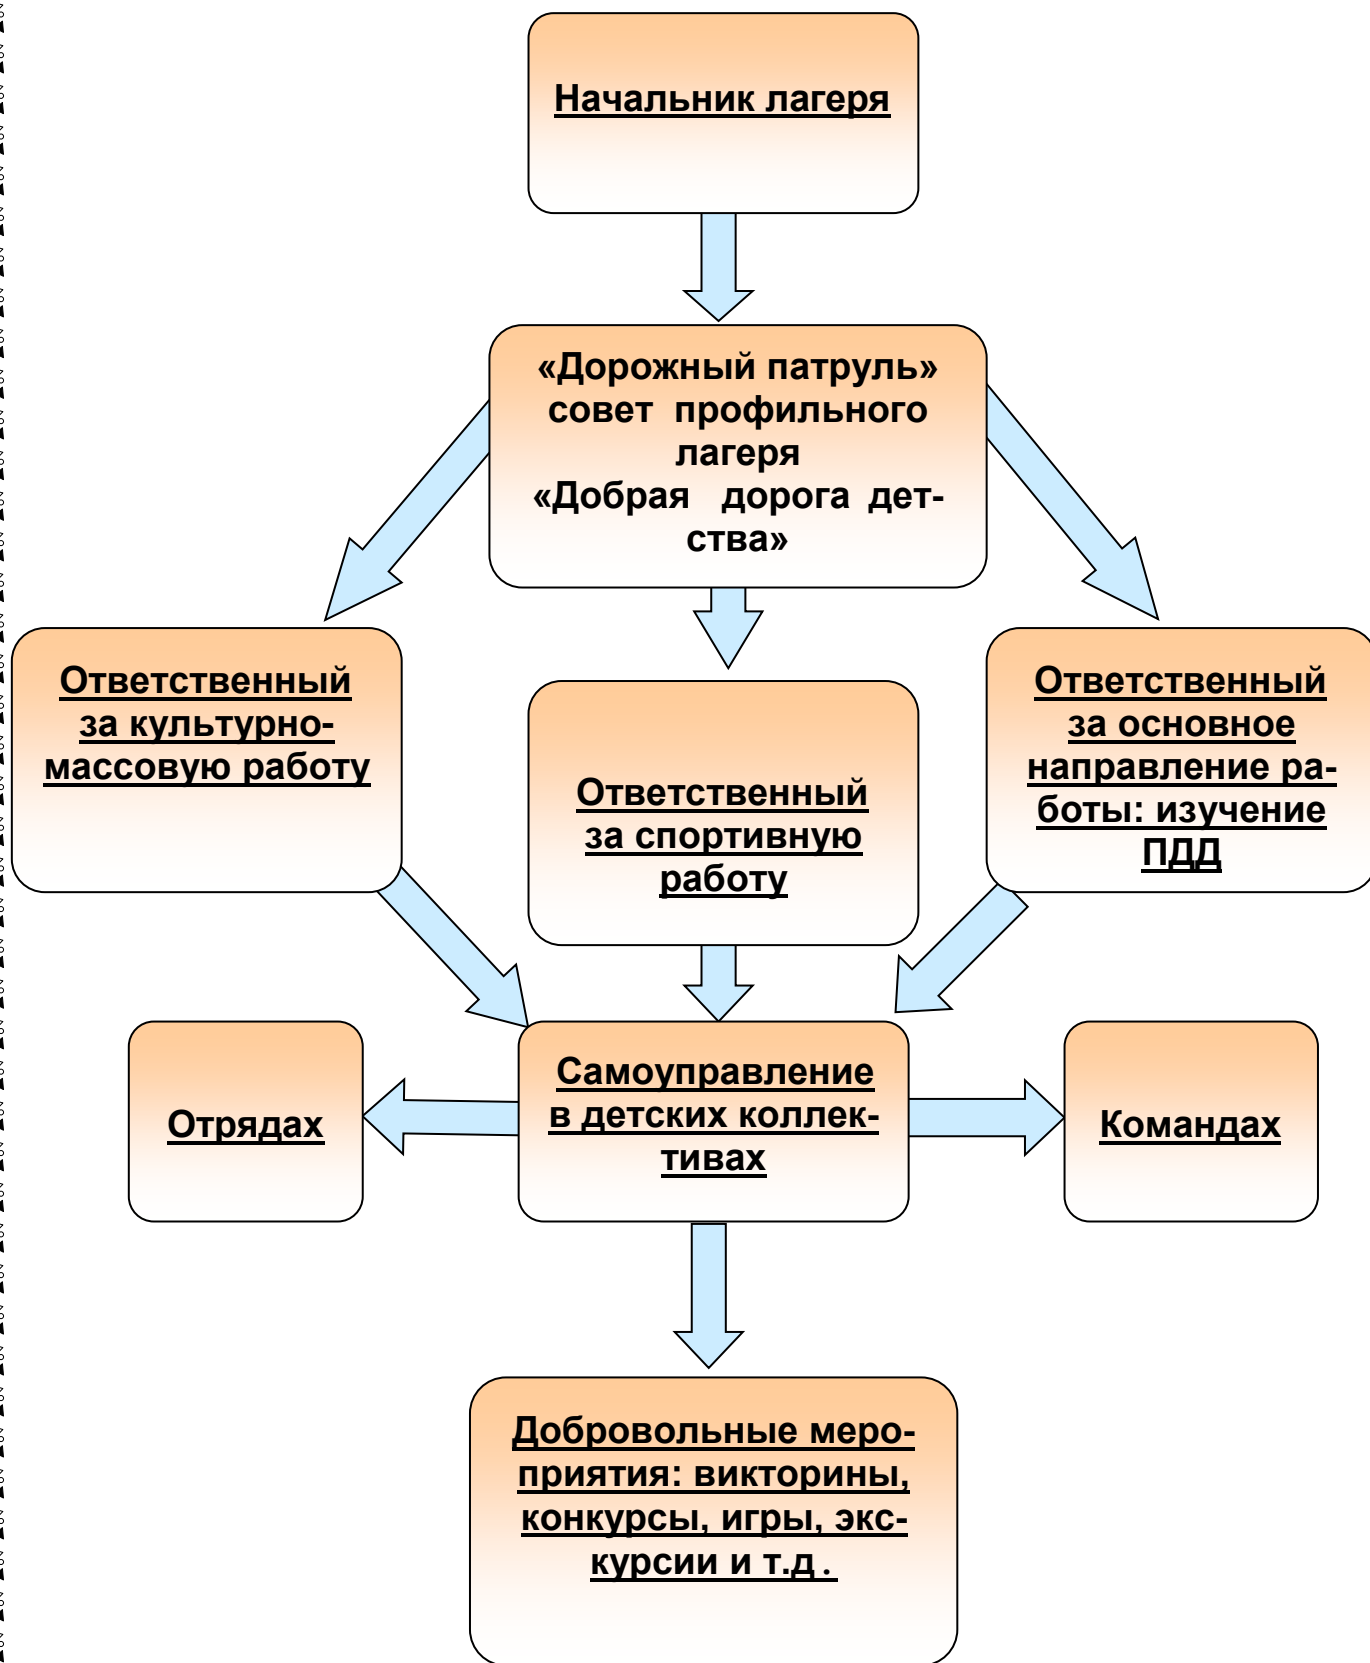 Начальник лагеря
«Дорожный патруль»
совет профильного
лагеря
«Добрая дорога дет-
ства»
Ответственный
за культурно-
массовую работу
Ответственный
за спортивную
работу
Ответственный
за основное
направление ра-
боты: изучение
ПДД
Отрядах
Самоуправление
в детских коллек-
тивах
Командах
Добровольные меро-
приятия: викторины,
конкурсы, игры, экс-
курсии и т.д.